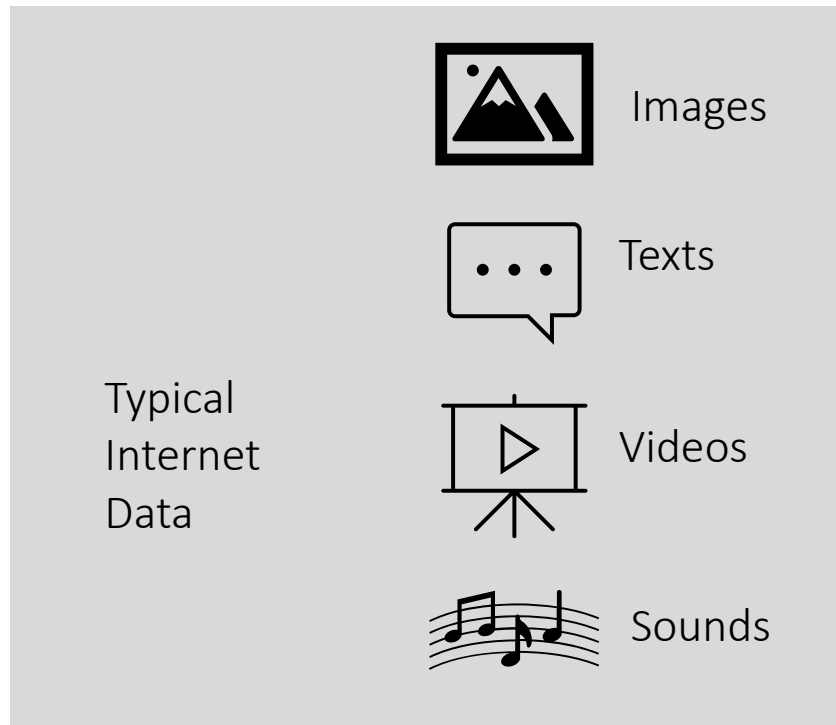 Images
Texts
Typical
Internet
Data
Videos
Sounds